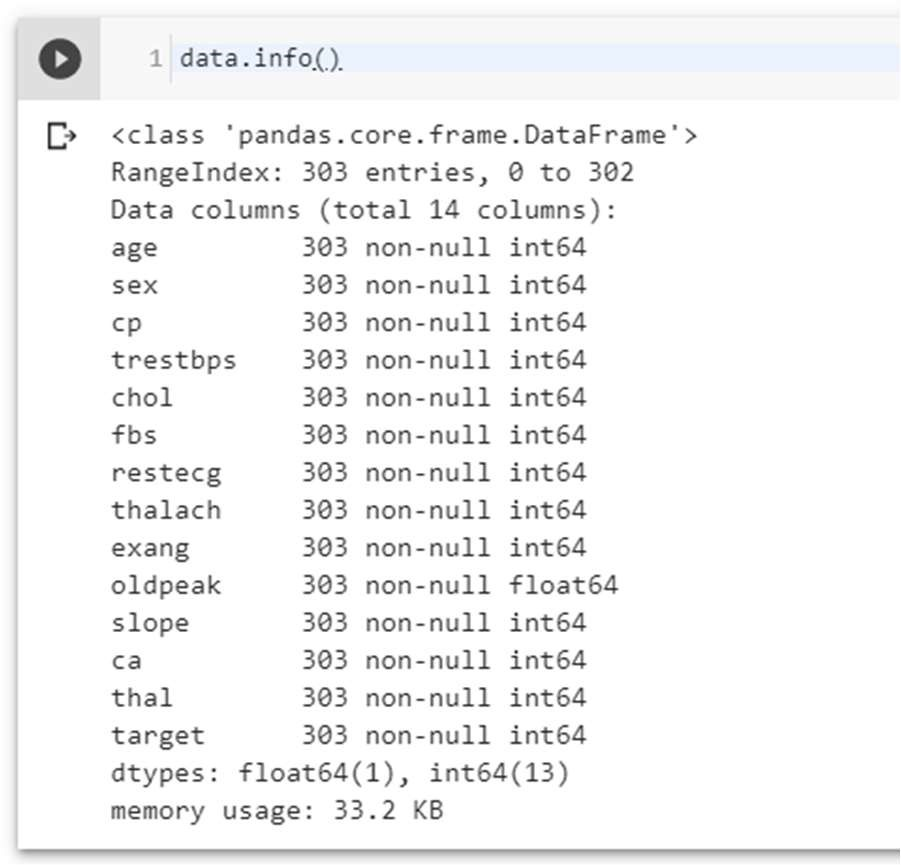 1 data.info()
<class 'pandas.core.frame.DataFrame'>
RangeIndex: 303 entries, 0 to 302
Data columns (total 14 columns):
age         303 non-null int64
sex         303 non-null int64
cp          303 non-null int64
trestbps    303 non-null int64
chol        303 non-null int64
fbs         303 non-null int64
restecg     303 non-null int64
thalach     303 non-null int64
exang       303 non-null int64
oldpeak     303 non-null float64
slope       303 non-null int64
ca          303 non-null int64
thal        303 non-null int64
target      303 non-null int64
dtypes: float64(1), int64(13)
memory usage: 33.2 KB